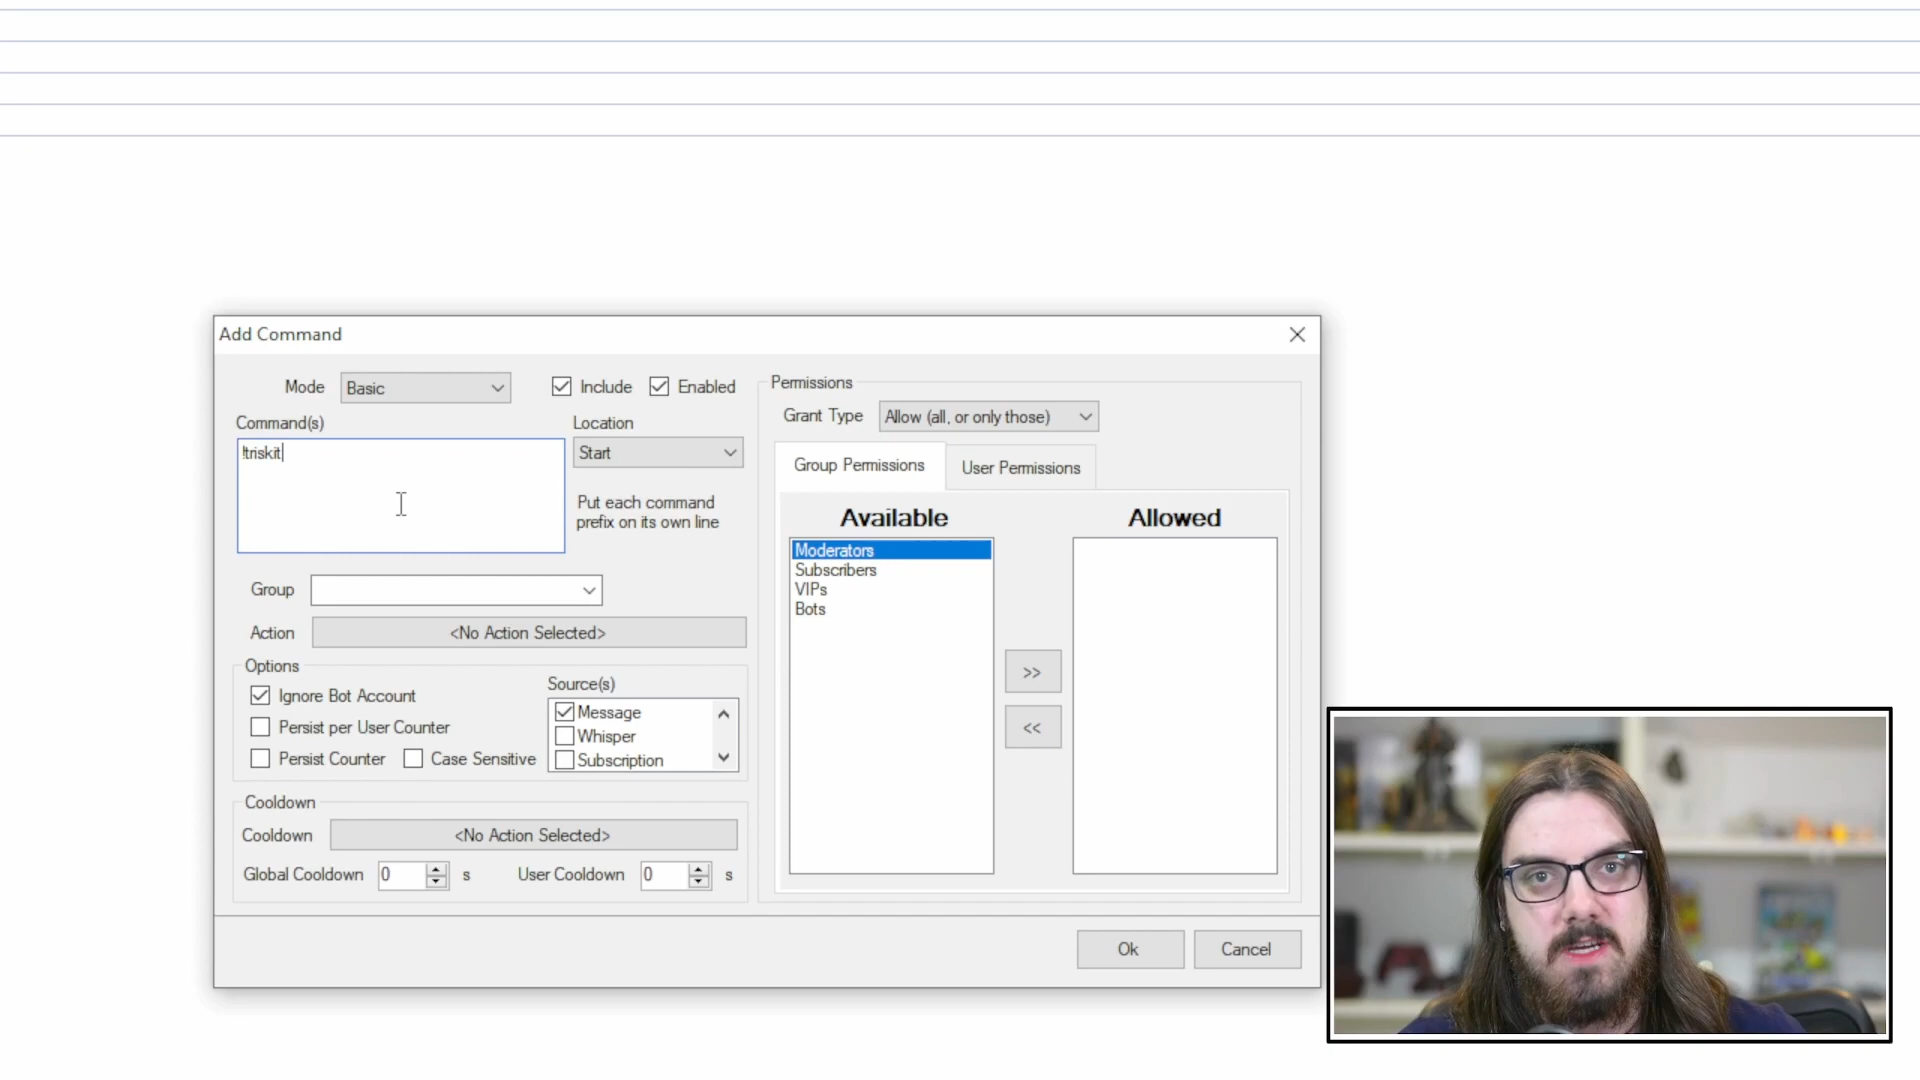 Add Command
Mode Basic Include Enabled
Command(s) Location
!triskit Start
Put each command
prefix on its own line
Group
Action <No Action Selected>
Options
Ignore Bot Account
Persist per User Counter
Persist Counter Case Sensitive
Source(s)
Message
Whisper
Subscription
Cooldown
Cooldown <No Action Selected>
Global Cooldown 0 s User Cooldown 0 s
Permissions
Grant Type Allow (all, or only those)
Group Permissions User Permissions
Available Allowed
Moderators
Subscribers
VIPs
Bots
>>
<<
Ok Cancel